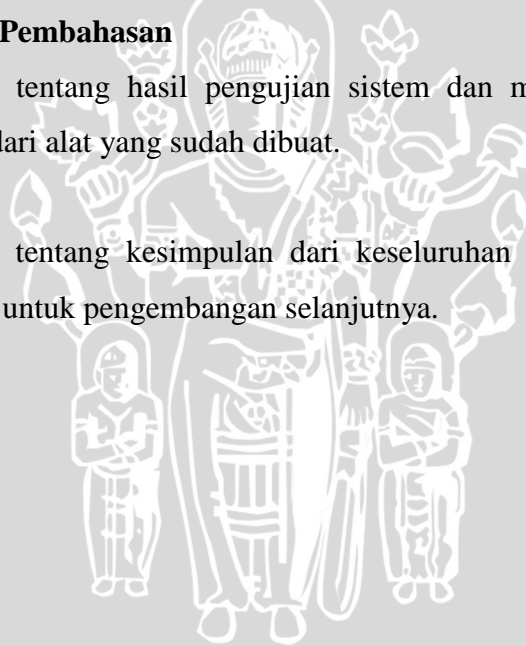 Pembahasan
tentang hasil pengujian sistem dan
dari alat yang sudah dibuat.
tentang kesimpulan dari keseluruhan
untuk pengembangan selanjutnya.